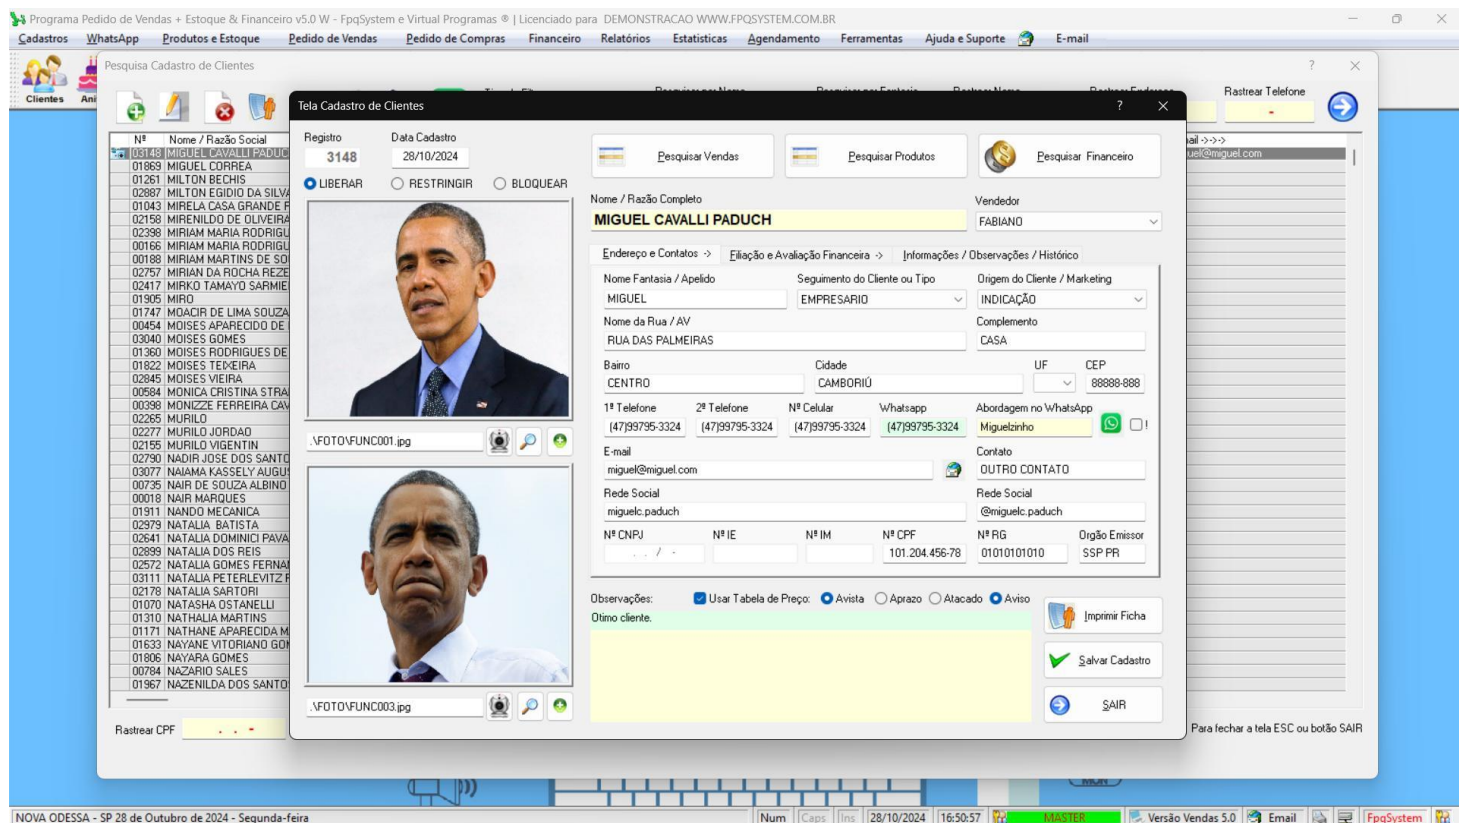 Programa Pedido de Vendas + Estoque & Financeiro v5.0 W - FpqSystem e Virtual Programas ® | Licenciado para DEMONSTRACAO WWW.FPQSYSTEM.COM.BR
Cadastros WhatsApp Produtos e Estoque Pedido de Vendas Pedido de Compras Financeiro Relatórios Estatisticas Agendamento Ferramentas Ajuda e Suporte E-mail
Pesquisa Cadastro de Clientes
Clientes
Rastrear Telefone
-
Nº Nome / Razão Social
03148 MIGUEL CAVALLI PADUC
01869 MIGUEL CORREA
01261 MILTON BECHIS
02887 MILTON EGIDIO DA SILVA
01043 MIRELA CASA GRANDE F
02158 MIRENILDO DE OLIVEIRA
02398 MIRIAM MARIA RODRIGU
00166 MIRIAM MARIA RODRIGU
00188 MIRIAM MARTINS DE SO
02757 MIRIAN DA ROCHA REZE
02417 MIRKO TAMAYO SARMIE
01905 MIRO
01747 MOACIR DE LIMA SOUZA
00454 MOISES APARECIDO DE
03040 MOISES GOMES
01360 MOISES RODRIGUES DE
01822 MOISES TEIXEIRA
02845 MOISES VIEIRA
00584 MONICA CRISTINA STRA
00398 MONIZZE FERREIRA CAV
02265 MURILO
02277 MURILO JORDAO
02155 MURILO VIGENTIN
02790 NADIR JOSE DOS SANTO
03077 NAIAMA KASSELY AUGU
00735 NAIR DE SOUZA ALBINO
00018 NAIR MARQUES
01911 NANDO MECANICA
02979 NATALIA BATISTA
02641 NATALIA DOMINICI PAVA
02899 NATALIA DOS REIS
02572 NATALIA GOMES FERNA
03111 NATALIA PETERLEVITZ
02178 NATALIA SARTORI
01070 NATASHA OSTANELLI
01310 NATHALIA MARTINS
01171 NATHANE APARECIDA M
01633 NAYANE VITORIANO GO
01806 NAYARA GOMES
00784 NAZARIO SALES
01967 NAZENILDA DOS SANTO
Rastrear CPF . . -
Tela Cadastro de Clientes
Registro Data Cadastro
3148 28/10/2024
LIBERAR RESTRINGIR BLOQUEAR
.\FOTO\FUNC001.jpg
.\FOTO\FUNC003.jpg
Pesquisar Vendas Pesquisar Produtos Pesquisar Financeiro
Nome / Razão Completo Vendedor
MIGUEL CAVALLI PADUCH FABIANO
Endereço e Contatos -> Filiação e Avaliação Financeira -> Informações / Observações / Histórico
Nome Fantasia / Apelido Seguimento do Cliente ou Tipo Origem do Cliente / Marketing
MIGUEL EMPRESARIO INDICAÇÃO
Nome da Rua / AV Complemento
RUA DAS PALMEIRAS CASA
Bairro Cidade UF CEP
CENTRO CAMBORIÚ 88888-888
1ª Telefone 2ª Telefone Nº Celular Whatsapp Abordagem no WhatsApp
(47)99795-3324 (47)99795-3324 (47)99795-3324 (47)99795-3324 Miguelzinho !
E-mail Contato
miguel@miguel.com OUTRO CONTATO
Rede Social Rede Social
miguelc.paduch @miguelc.paduch
Nª CNPJ Nª IE Nª IM Nª CPF Nª RG Orgão Emissor
. . / - 101.204.456-78 01010101010 SSP PR
Observações: Usar Tabela de Preço: Avista Aprazo Atacado Aviso
Otimo cliente.
Imprimir Ficha
Salvar Cadastro
SAIR
ail ->->->
uel@miguel.com
Para fechar a tela ESC ou botão SAIR
NOVA ODESSA - SP 28 de Outubro de 2024 - Segunda-feira Num Caps Ins 28/10/2024 16:50:57 MASTER Versão Vendas 5.0 Email FpqSystem